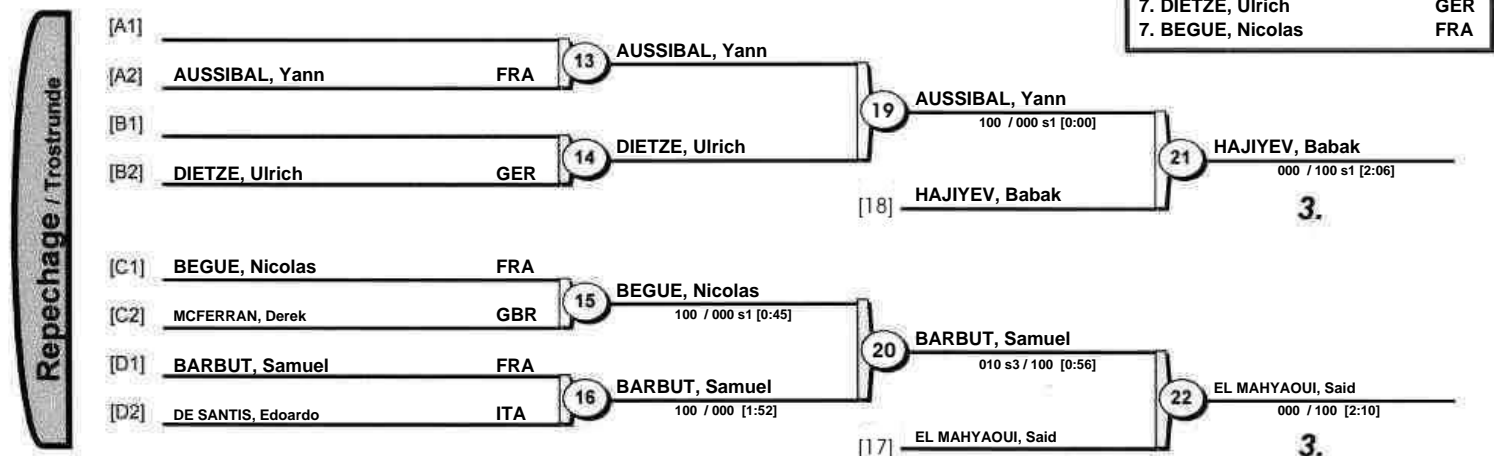 7. DIETZE, Ulrich GER
7. BEGUE, Nicolas FRA
Repechage / Trostrunde
[A1]
[A2] AUSSIBAL, Yann FRA
13 AUSSIBAL, Yann
[B1]
[B2] DIETZE, Ulrich GER
14 DIETZE, Ulrich
19 AUSSIBAL, Yann
100 / 000 s1 [0:00]
[18] HAJIYEV, Babak
21 HAJIYEV, Babak
000 / 100 s1 [2:06]
3.
[C1] BEGUE, Nicolas FRA
[C2] MCFERRAN, Derek GBR
15 BEGUE, Nicolas
100 / 000 s1 [0:45]
[D1] BARBUT, Samuel FRA
[D2] DE SANTIS, Edoardo ITA
16 BARBUT, Samuel
100 / 000 [1:52]
20 BARBUT, Samuel
010 s3 / 100 [0:56]
[17] EL MAHYAOUI, Said
22 EL MAHYAOUI, Said
000 / 100 [2:10]
3.